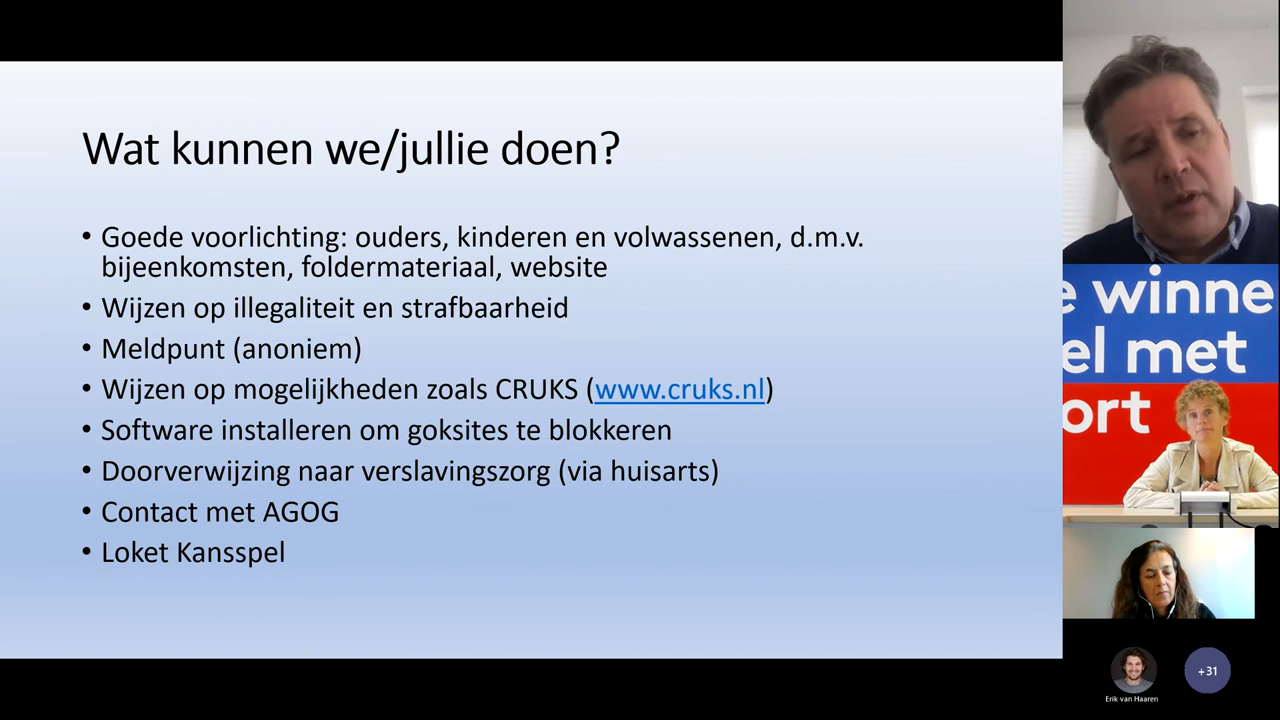 Wat kunnen we/jullie doen?
• Goede voorlichting: ouders, kinderen en volwassenen, d.m.v.
bijeenkomsten, foldermateriaal, website
• Wijzen op illegaliteit en strafbaarheid
• Meldpunt (anoniem)
• Wijzen op mogelijkheden zoals CRUKS (www.cruks.nl)
• Software installeren om goksites te blokkeren
• Doorverwijzing naar verslavingszorg (via huisarts)
• Contact met AGOG
• Loket Kansspel
e winne
el met
ort
Erik van Haaren
+31